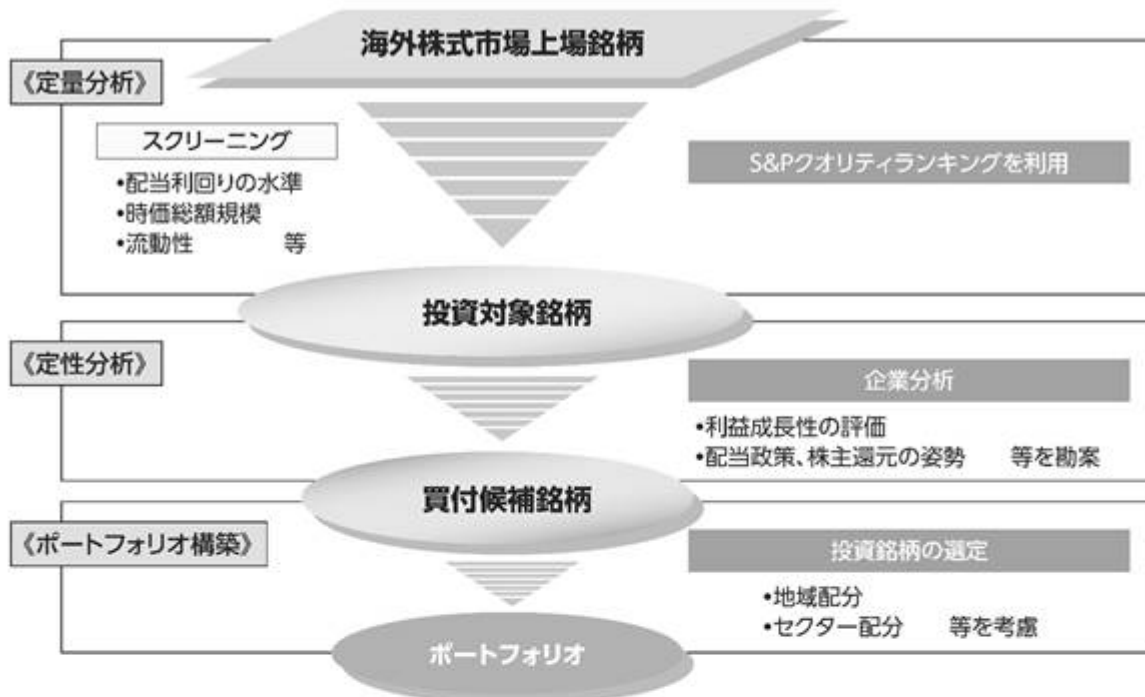 海外株式市場上場銘柄
《定量分析》
スクリーニング
•配当利回りの水準
•時価総額規模
•流動性　　　等
S&Pクオリティランキングを利用
投資対象銘柄
《定性分析》
企業分析
•利益成長性の評価
•配当政策、株主還元の姿勢　　等を勘案
買付候補銘柄
《ポートフォリオ構築》
投資銘柄の選定
•地域配分
•セクター配分　　等を考慮
ポートフォリオ